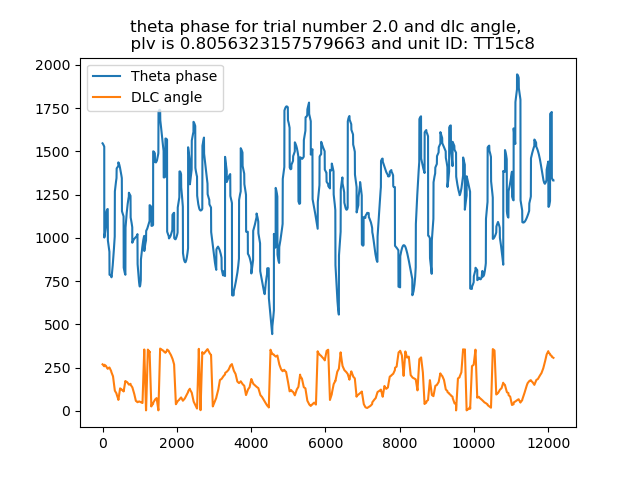 theta phase for trial number 2.0 and dlc angle,
plv is 0.8056323157579663 and unit ID: TT15c8
Theta phase
DLC angle
2000
1750
1500
1250
1000
750
500
250
0
0 2000 4000 6000 8000 10000 12000